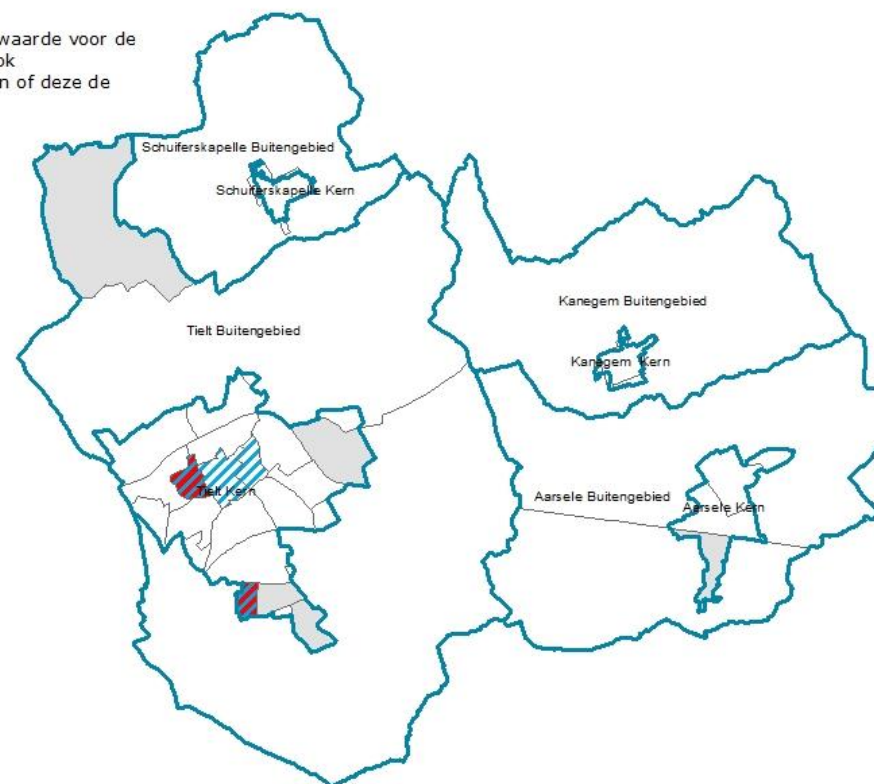 waarde voor de
ok
n of deze de
Schuiferskapelle Buitengebied
Schuiferskapelle Kern
Kanegem Buitengebied
Tielt Buitengebied
Kanegem Kern
Tielt Kern
Aarsele Buitengebied
Aarsele Kern